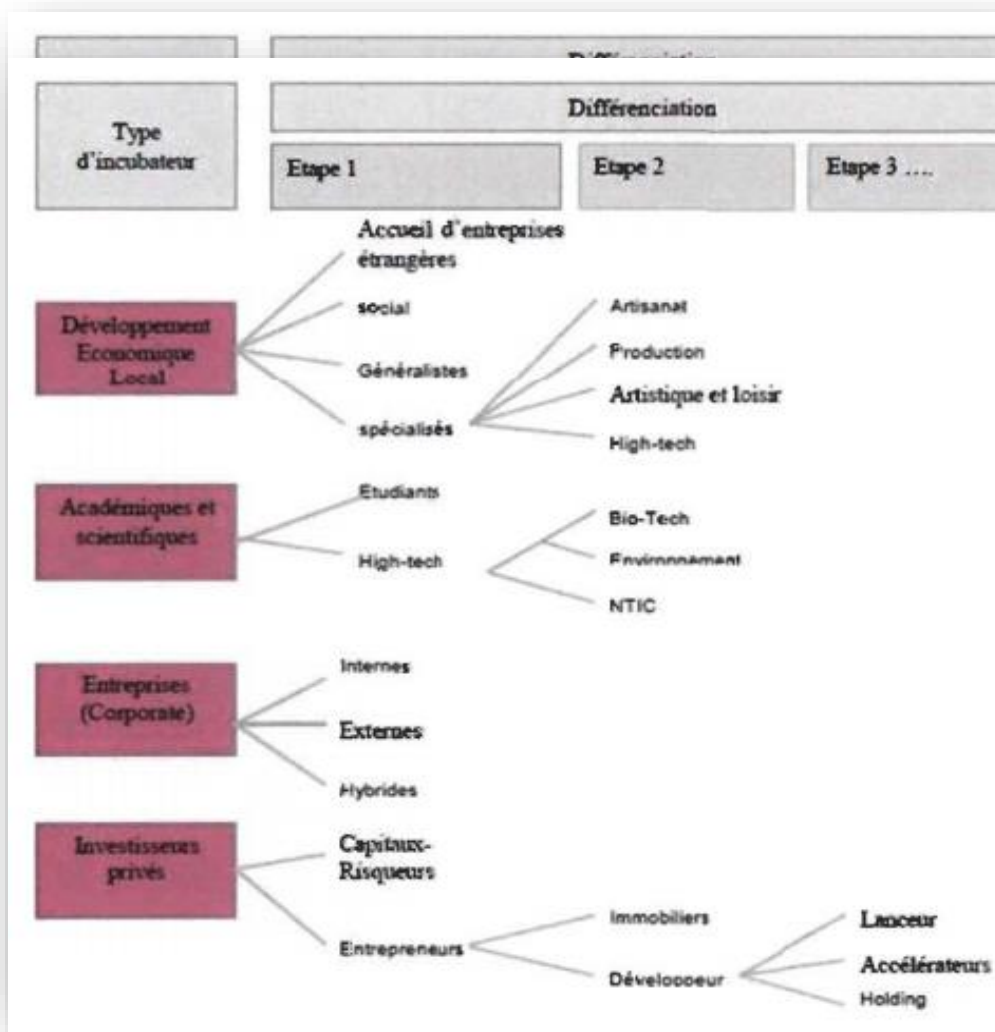 Différenciation
Type
d'incubateur
Différenciation
Etape 1
Etape 2
Etape 3 ....
Accueil d'entreprises
étrangères
social
Généralistes
spécialisés
Développement
Economique
Local
Artisanat
Production
Artistique et loisir
High-tech
Académiques et
scientifiques
Etudiants
High-tech
Bio-Tech
Environnement
NTIC
Entreprises
(Corporate)
Internes
Externes
Hybrides
Investisseurs
privés
Capitaux-
Risqueurs
Entrepreneurs
Immobiliers
Développeur
Lanceur
Accélérateurs
Holding